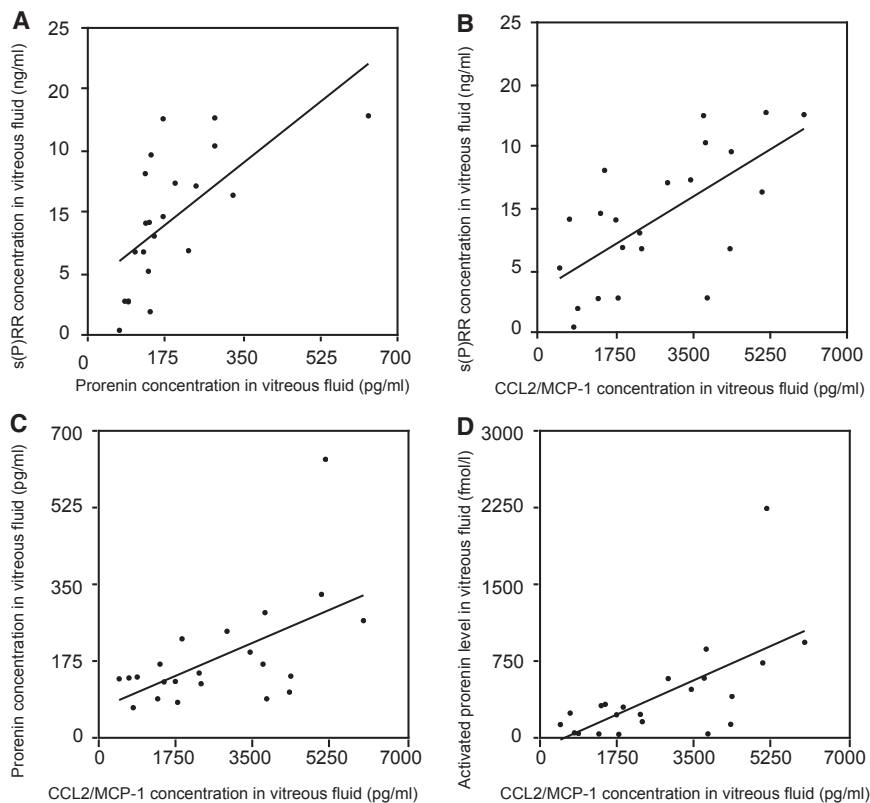 A
s(P)RR concentration in vitreous fluid (ng/ml)
25
20
10
15
5
0
0 175 350 525 700
Prorenin concentration in vitreous fluid (pg/ml)
B
s(P)RR concentration in vitreous fluid (ng/ml)
25
20
10
15
5
0
0 1750 3500 5250 7000
CCL2/MCP-1 concentration in vitreous fluid (pg/ml)
C
Prorenin concentration in vitreous fluid (pg/ml)
700
525
350
175
0
0 1750 3500 5250 7000
CCL2/MCP-1 concentration in vitreous fluid (pg/ml)
D
Activated prorenin level in vitreous fluid (fmol/l)
3000
2250
1500
750
0
0 1750 3500 5250 7000
CCL2/MCP-1 concentration in vitreous fluid (pg/ml)